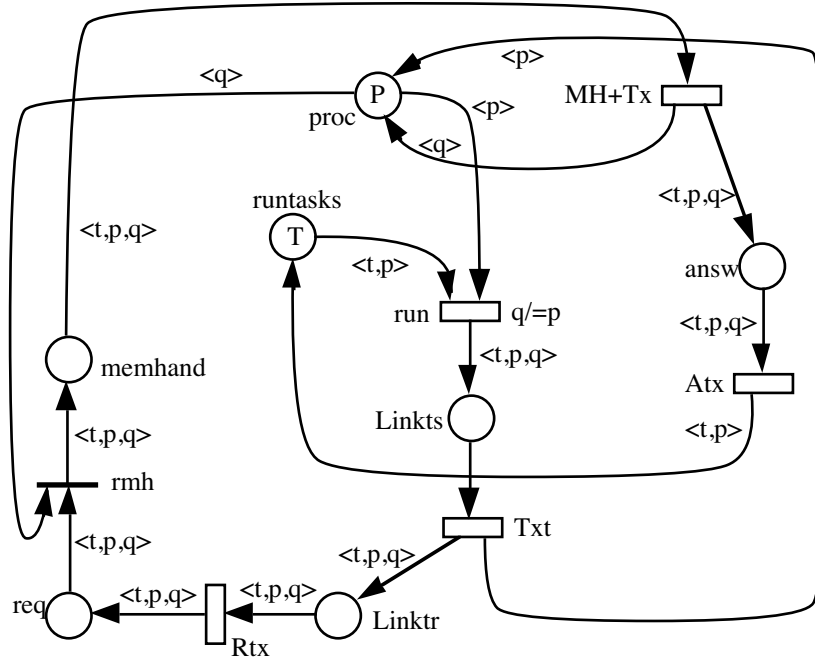 <p>
<q>
P
<p>
MH+Tx
proc
<q>
runtasks
<t,p,q>
<t,p,q>
T
<t,p>
answ
run
q/=p
<t,p,q>
<t,p,q>
memhand
Atx
Linkts
<t,p>
<t,p,q>
rmh
Txt
<t,p,q>
<t,p,q>
<t,p,q>
<t,p,q>
req
Linktr
Rtx